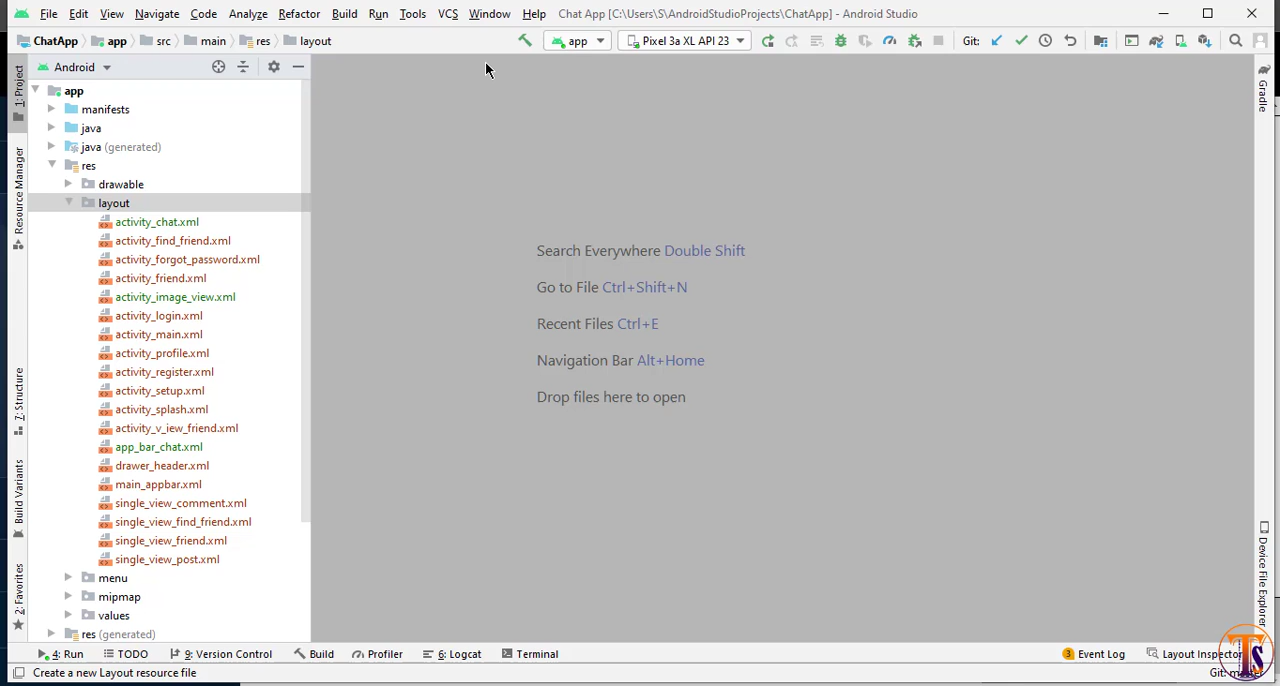 File Edit View Navigate Code Analyze Refactor Build Run Tools VCS Window Help Chat App [C:\Users\S\AndroidStudioProjects\ChatApp] - Android Studio
ChatApp app src main res layout app Pixel 3a XL API 23 Git:
1: Project
Android
app
manifests
java
java (generated)
res
drawable
layout
activity_chat.xml
activity_find_friend.xml
activity_forgot_password.xml
activity_friend.xml
activity_image_view.xml
activity_login.xml
activity_main.xml
activity_profile.xml
activity_register.xml
activity_setup.xml
activity_splash.xml
activity_v_iew_friend.xml
app_bar_chat.xml
drawer_header.xml
main_appbar.xml
single_view_comment.xml
single_view_find_friend.xml
single_view_friend.xml
single_view_post.xml
menu
mipmap
values
res (generated)
Resource Manager
7: Structure
Build Variants
2: Favorites
Search Everywhere Double Shift
Go to File Ctrl+Shift+N
Recent Files Ctrl+E
Navigation Bar Alt+Home
Drop files here to open
Gradle
Device File Explorer
4: Run TODO 9: Version Control Build Profiler 6: Logcat Terminal 3 Event Log Layout Inspector
Create a new Layout resource file Git:
TS